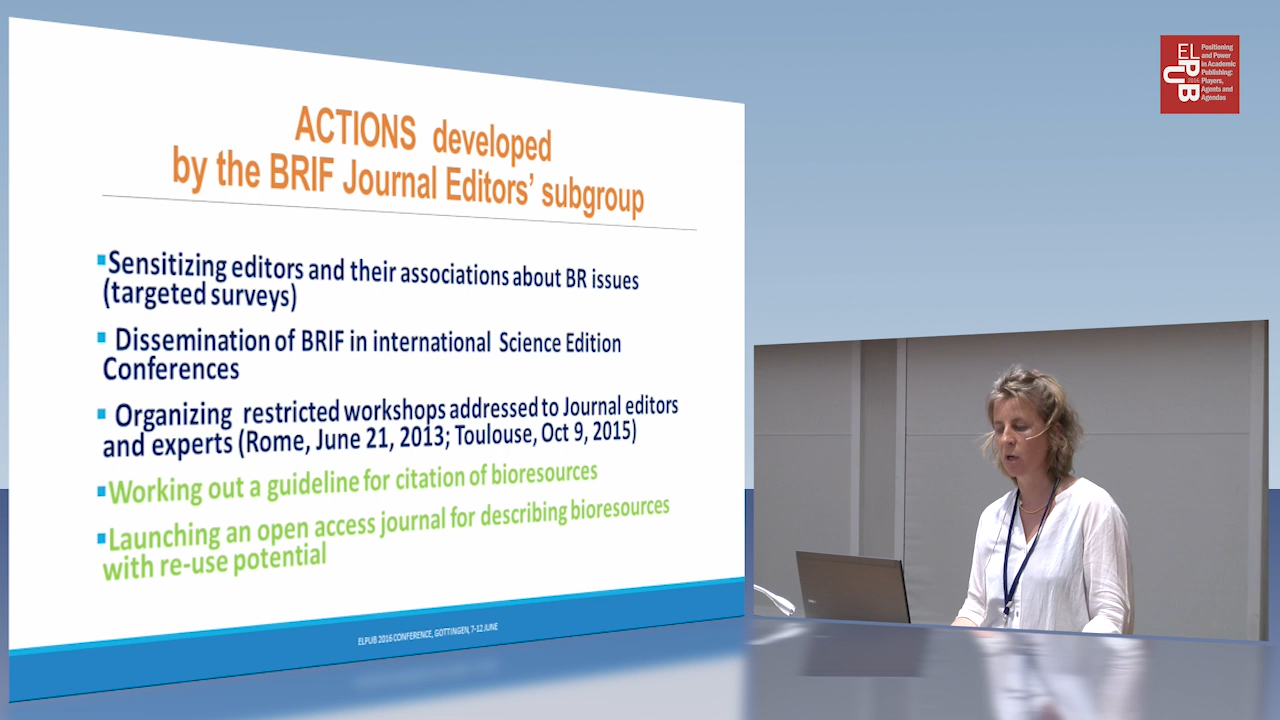 ACTIONS developed
by the BRIF Journal Editors' subgroup
Sensitizing editors and their associations about BR issues
(targeted surveys)
Dissemination of BRIF in international Science Edition
Conferences
Organizing restricted workshops addressed to Journal editors
and experts (Rome, June 21, 2013; Toulouse, Oct 9, 2015)
Working out a guideline for citation of bioresources
Launching an open access journal for describing bioresources
with re-use potential
ELPUB 2016 CONFERENCE, GÖTTINGEN, 7-12 JUNE
ELPUB
2016
Positioning
and Power
in Academic
Publishing:
Players,
Agents and
Agendas